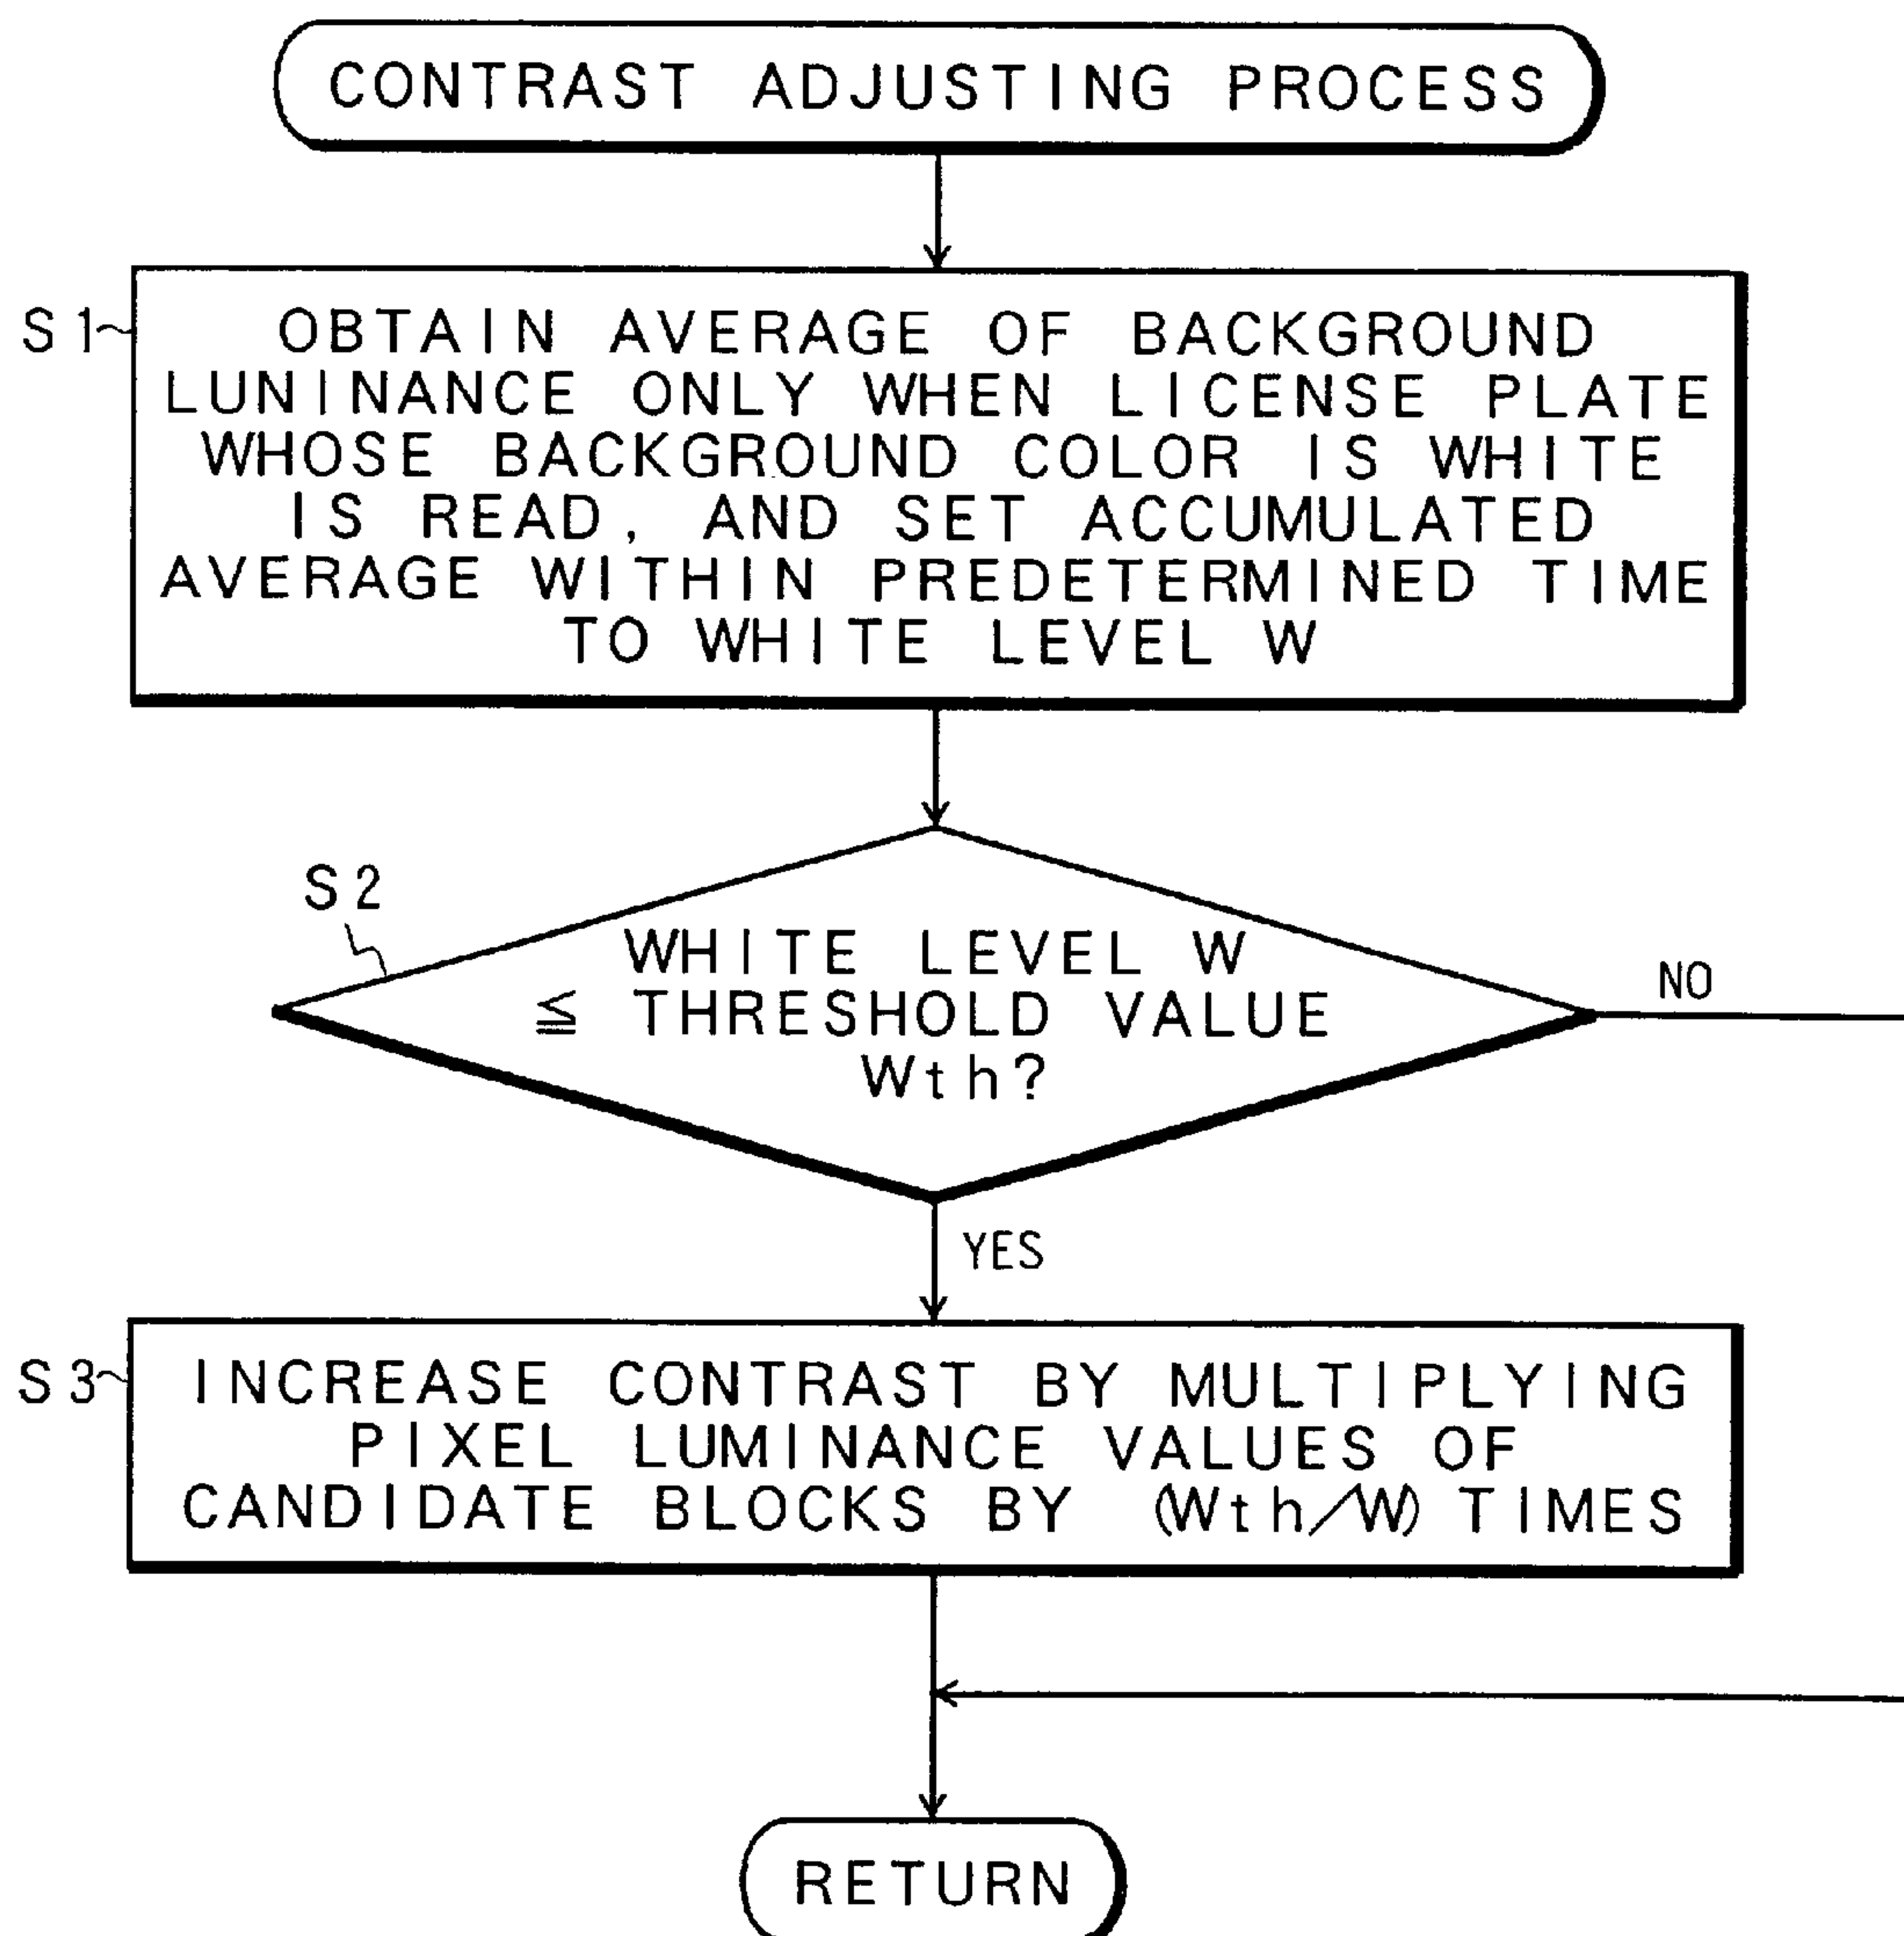 CONTRAST ADJUSTING PROCESS
S1
OBTAIN AVERAGE OF BACKGROUND
LUNINANCE ONLY WHEN LICENSE PLATE
WHOSE BACKGROUND COLOR IS WHITE
IS READ, AND SET ACCUMULATED
AVERAGE WITHIN PREDETERMINED TIME
TO WHITE LEVEL W
S2
WHITE LEVEL W
≦ THRESHOLD VALUE
Wth?
NO
YES
S3
INCREASE CONTRAST BY MULTIPLYING
PIXEL LUMINANCE VALUES OF
CANDIDATE BLOCKS BY (Wth/W) TIMES
RETURN